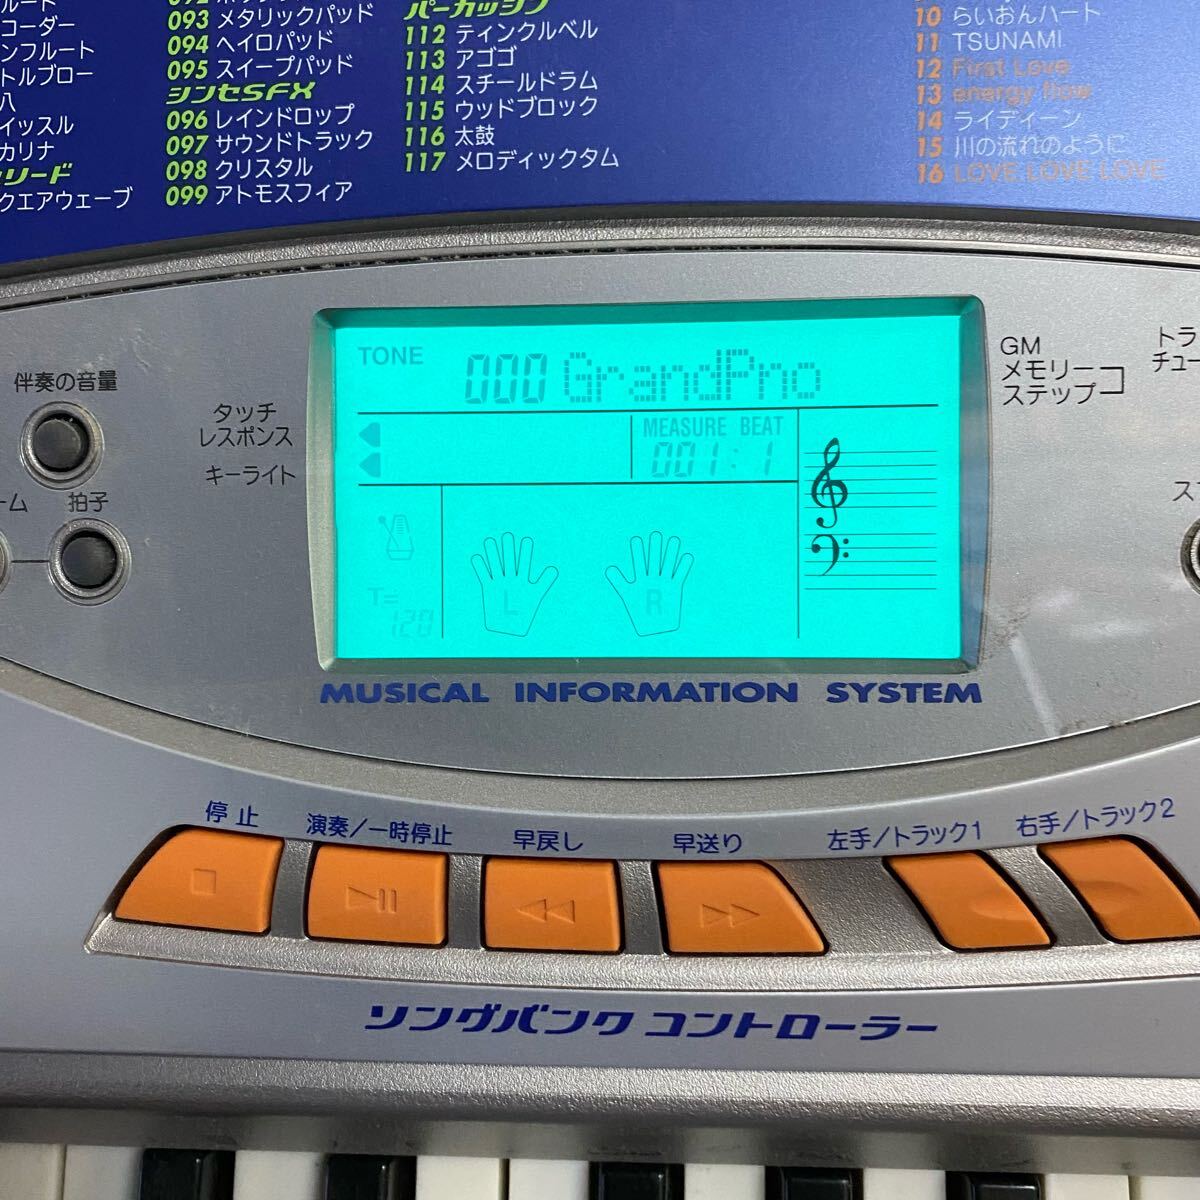 093 メタリックパッド
094 ヘイロパッド
095 スイープパッド
シンセSFX
096 レインドロップ
097 サウンドトラック
098 クリスタル
099 アトモスフィア
パーカッション
112 ティンクルベル
113 アゴゴ
114 スチールドラム
115 ウッドブロック
116 太鼓
117 メロディックタム
10 らいおんハート
11 TSUNAMI
12 First Love
13 energy flow
14 ライディーン
15 川の流れのように
16 LOVE LOVE LOVE
コーダー
ンフルート
トルブロー
八
イッスル
カリナ
リード
クエアウェーブ
伴奏の音量
タッチ
レスポンス
キーライト
ーム
拍子
TONE
000 GrandPno
MEASURE BEAT
001:1
T=
120
L
R
GM
メモリー
ステップ
トラ
チュー
ス
MUSICAL INFORMATION SYSTEM
停止
演奏/一時停止
早戻し
早送り
左手/トラック1
右手/トラック2
ソングバンク コントローラー